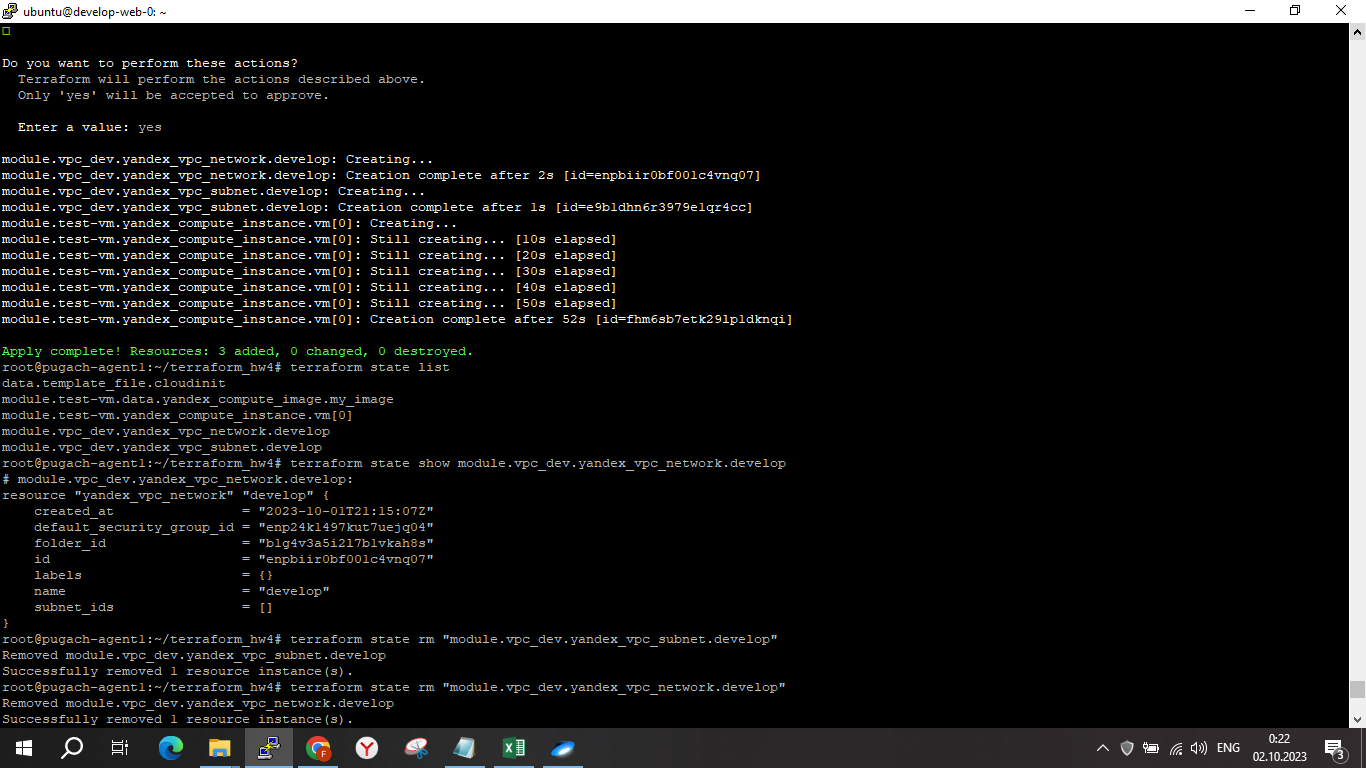 ubuntu@develop-web-0: ~
Do you want to perform these actions?
  Terraform will perform the actions described above.
  Only 'yes' will be accepted to approve.
  Enter a value: yes
module.vpc_dev.yandex_vpc_network.develop: Creating...
module.vpc_dev.yandex_vpc_network.develop: Creation complete after 2s [id=enpbiir0bf00lc4vnq07]
module.vpc_dev.yandex_vpc_subnet.develop: Creating...
module.vpc_dev.yandex_vpc_subnet.develop: Creation complete after 1s [id=e9bldhn6r3979elqr4cc]
module.test-vm.yandex_compute_instance.vm[0]: Creating...
module.test-vm.yandex_compute_instance.vm[0]: Still creating... [10s elapsed]
module.test-vm.yandex_compute_instance.vm[0]: Still creating... [20s elapsed]
module.test-vm.yandex_compute_instance.vm[0]: Still creating... [30s elapsed]
module.test-vm.yandex_compute_instance.vm[0]: Still creating... [40s elapsed]
module.test-vm.yandex_compute_instance.vm[0]: Still creating... [50s elapsed]
module.test-vm.yandex_compute_instance.vm[0]: Creation complete after 52s [id=fhm6sb7etk29lpldknqi]
Apply complete! Resources: 3 added, 0 changed, 0 destroyed.
root@pugach-agent1:~/terraform_hw4# terraform state list
data.template_file.cloudinit
module.test-vm.data.yandex_compute_image.my_image
module.test-vm.yandex_compute_instance.vm[0]
module.vpc_dev.yandex_vpc_network.develop
module.vpc_dev.yandex_vpc_subnet.develop
root@pugach-agent1:~/terraform_hw4# terraform state show module.vpc_dev.yandex_vpc_network.develop
# module.vpc_dev.yandex_vpc_network.develop:
resource "yandex_vpc_network" "develop" {
    created_at                = "2023-10-01T21:15:07Z"
    default_security_group_id = "enp24kl497kut7uejq04"
    folder_id                 = "b1g4v3a5i2l7blvkah8s"
    id                        = "enpbiir0bf00lc4vnq07"
    labels                    = {}
    name                      = "develop"
    subnet_ids                = []
}
root@pugach-agent1:~/terraform_hw4# terraform state rm "module.vpc_dev.yandex_vpc_subnet.develop"
Removed module.vpc_dev.yandex_vpc_subnet.develop
Successfully removed 1 resource instance(s).
root@pugach-agent1:~/terraform_hw4# terraform state rm "module.vpc_dev.yandex_vpc_network.develop"
Removed module.vpc_dev.yandex_vpc_network.develop
Successfully removed 1 resource instance(s).
ENG
0:22
02.10.2023
3